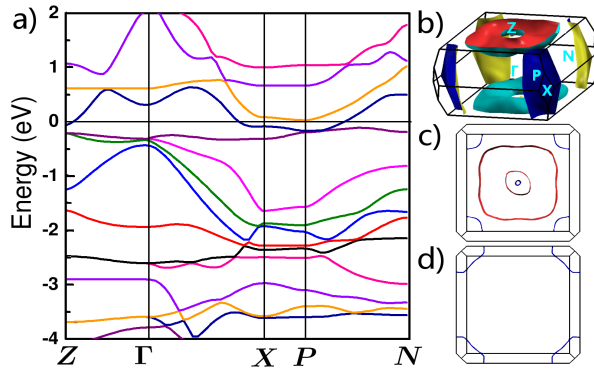 a)
2
1
0
-1
-2
-3
-4
Energy (eV)
Z Γ X P N
b)
Z
N
Γ
P
X
c)
d)